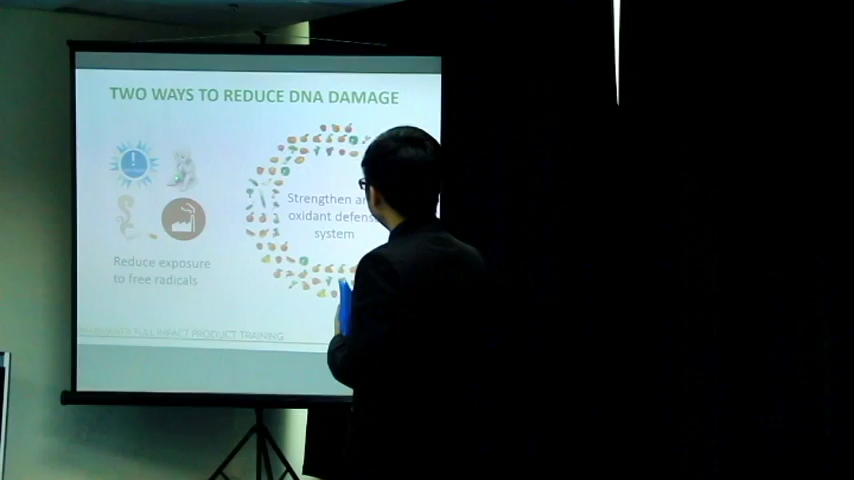 TWO WAYS TO REDUCE DNA DAMAGE
!
Strengthen
oxidant defens
system
Reduce exposure
to free radicals
FULL IMPACT PRODUCT TRAINING